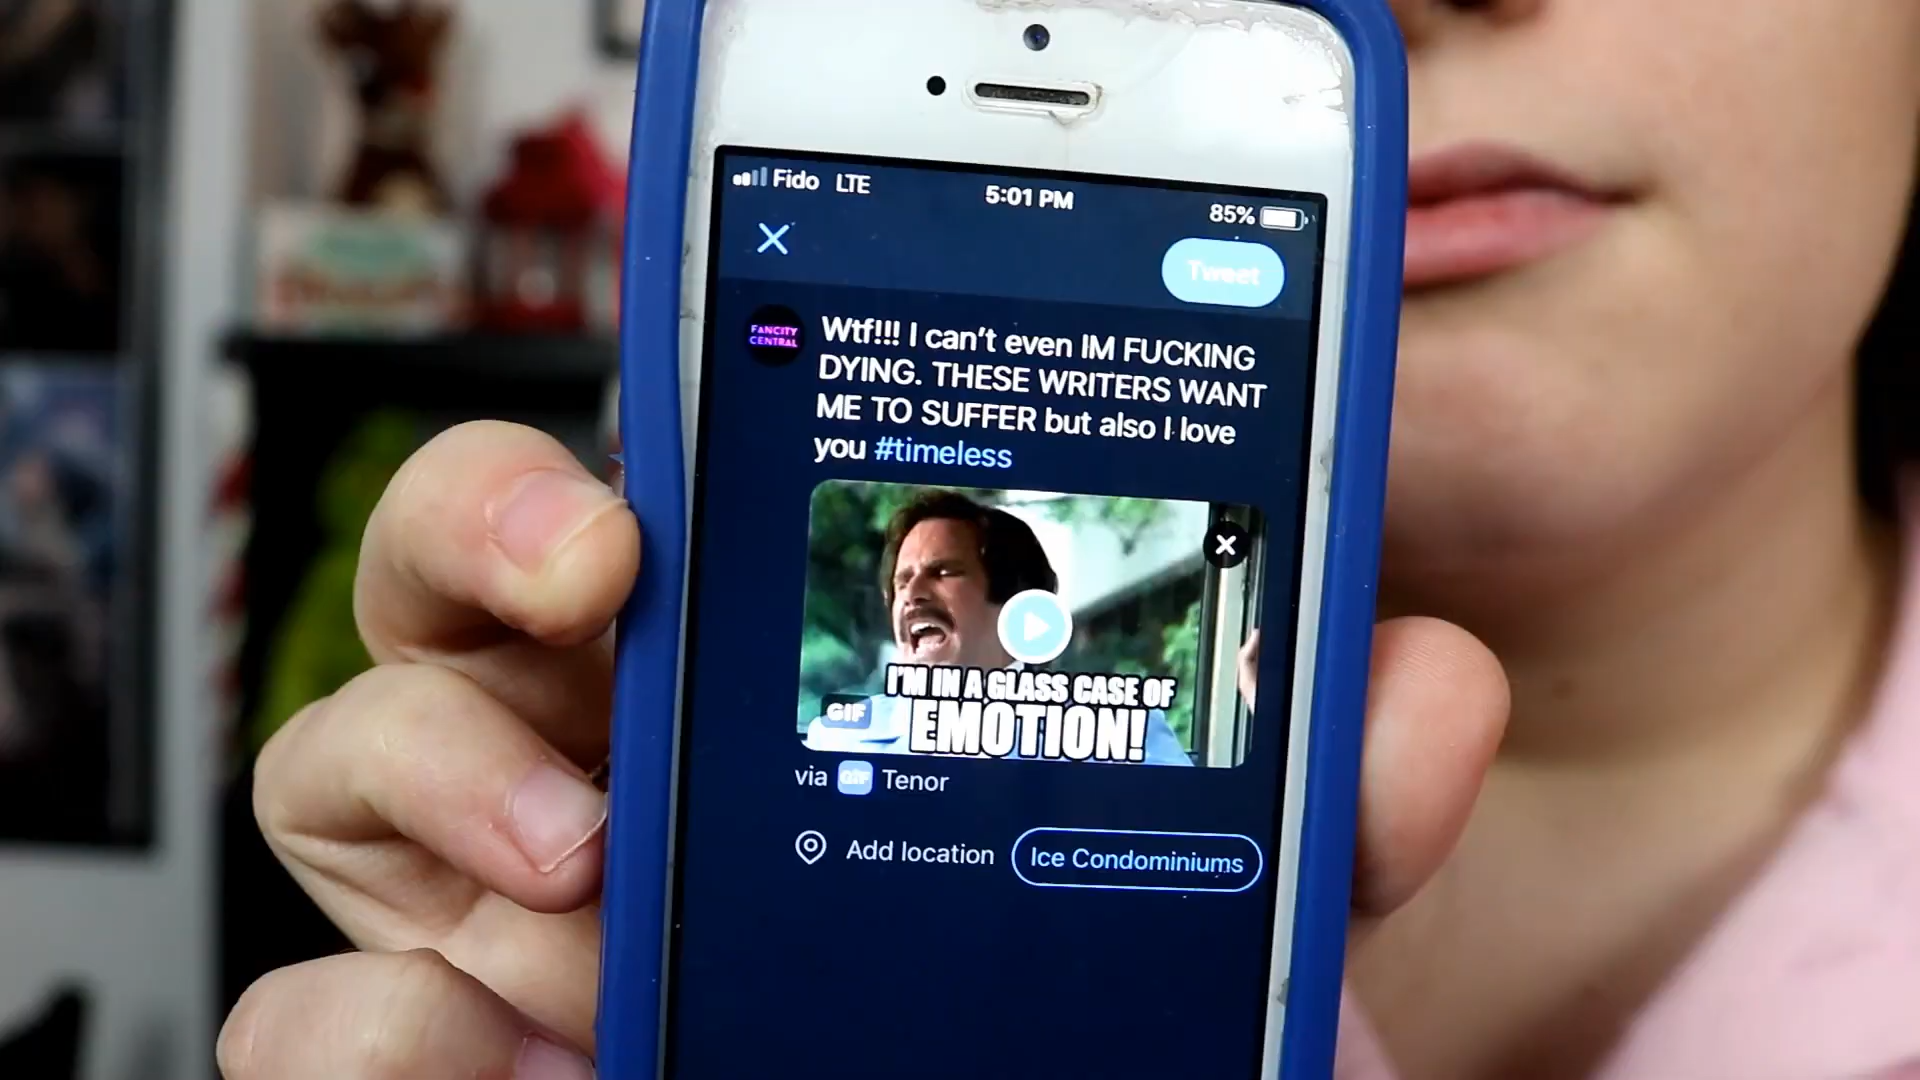 Fido LTE
5:01 PM
85%
Tweet
FANCITY
CENTRAL
Wtf!!! I can't even IM FUCKING
DYING. THESE WRITERS WANT
ME TO SUFFER but also I love
you #timeless
I'M IN A GLASS CASE OF
EMOTION!
GIF
via GIF Tenor
Add location
Ice Condominiums